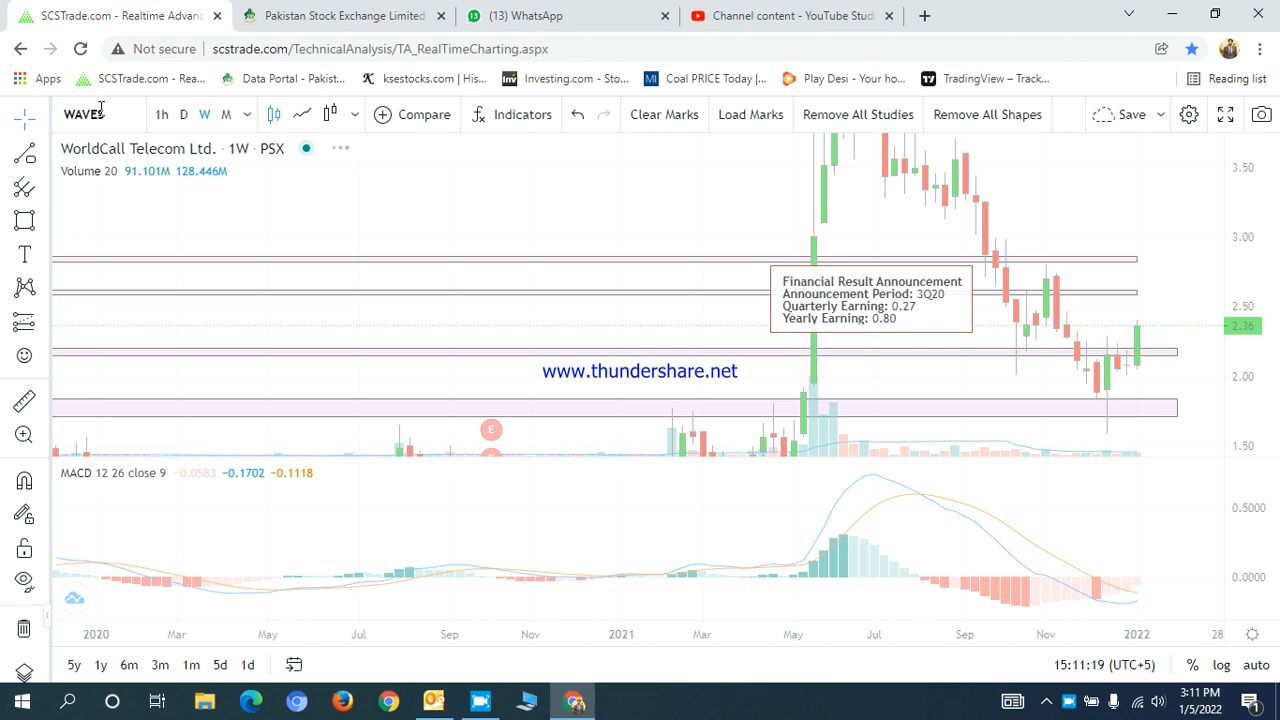 SCSTrade.com - Realtime Advanc
Pakistan Stock Exchange Limited
(13) WhatsApp
Channel content - YouTube Studi
Not secure
scstrade.com/TechnicalAnalysis/TA_RealTimeCharting.aspx
Apps
SCSTrade.com - Rea...
Data Portal - Pakist...
ksestocks.com | His...
Investing.com - Sto...
Coal PRICE Today |...
Play Desi - Your ho...
TradingView – Track...
Reading list
WAVES
1h D W M
Compare
Indicators
Clear Marks
Load Marks
Remove All Studies
Remove All Shapes
Save
WorldCall Telecom Ltd. · 1W · PSX
Volume 20 91.101M 128.446M
3.50
3.00
2.50
2.36
2.00
1.50
Financial Result Announcement
Announcement Period: 3Q20
Quarterly Earning: 0.27
Yearly Earning: 0.80
www.thundershare.net
E
MACD 12 26 close 9 −0.0583 −0.1702 −0.1118
0.5000
0.0000
2020 Mar May Jul Sep Nov 2021 Mar May Jul Sep Nov 2022 28
5y 1y 6m 3m 1m 5d 1d
15:11:19 (UTC+5)
% log auto
3:11 PM
1/5/2022
1